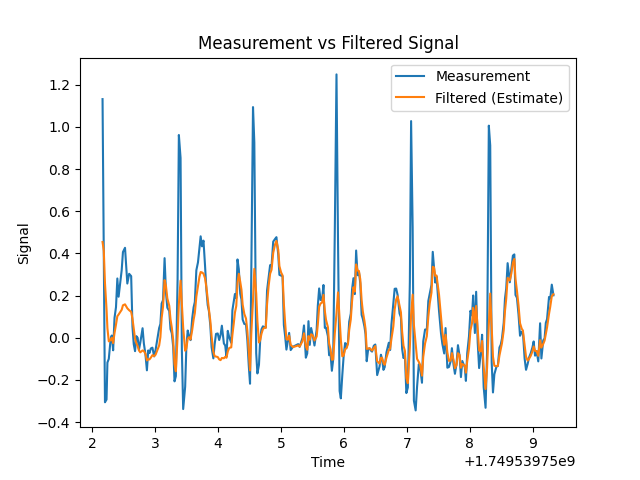 Measurement vs Filtered Signal
Measurement
Filtered (Estimate)
1.2
1.0
0.8
0.6
0.4
0.2
0.0
−0.2
−0.4
Signal
2 3 4 5 6 7 8 9
Time
+1.74953975e9